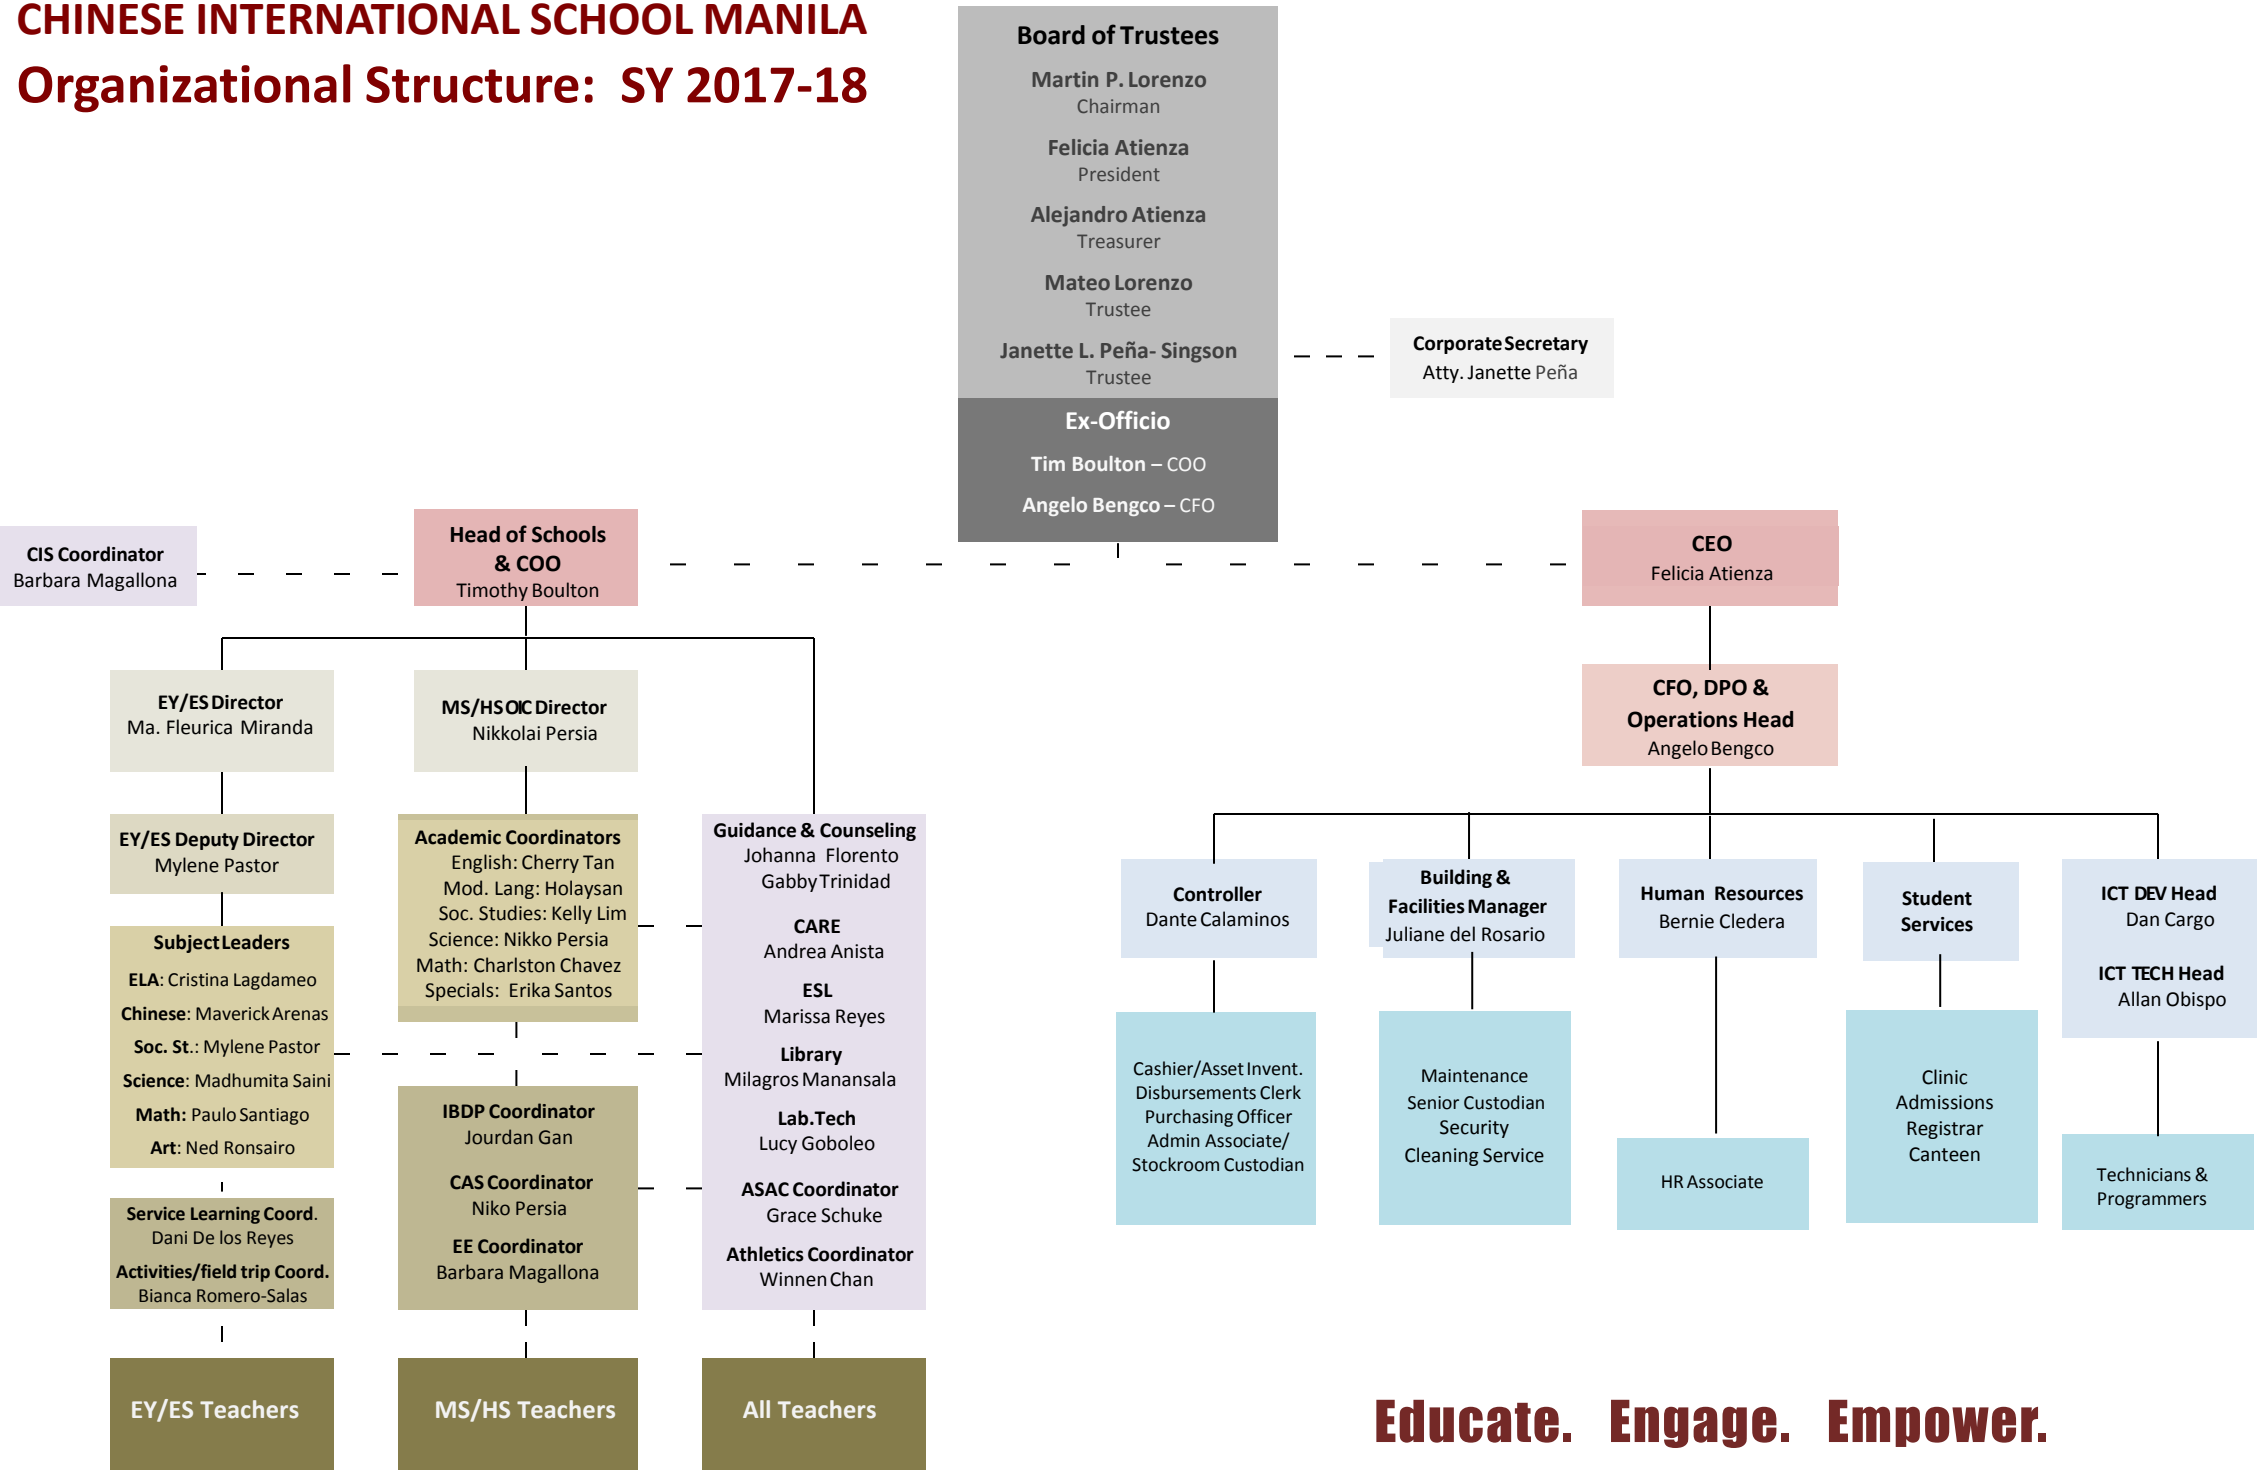 CHINESE INTERNATIONAL SCHOOL MANILA
Organizational Structure: SY 2017-18
Board of Trustees
Martin P. Lorenzo
Chairman
Felicia Atienza
President
Alejandro Atienza
Treasurer
Mateo Lorenzo
Trustee
Janette L. Peña- Singson
Trustee
Ex-Officio
Tim Boulton – COO
Angelo Bengco – CFO
Corporate Secretary
Atty. Janette Peña
CIS Coordinator
Barbara Magallona
Head of Schools
& COO
Timothy Boulton
CEO
Felicia Atienza
EY/ES Director
Ma. Fleurica Miranda
MS/HS OIC Director
Nikkolai Persia
CFO, DPO &
Operations Head
Angelo Bengco
EY/ES Deputy Director
Mylene Pastor
Subject Leaders
ELA: Cristina Lagdameo
Chinese: Maverick Arenas
Soc. St.: Mylene Pastor
Science: Madhumita Saini
Math: Paulo Santiago
Art: Ned Ronsairo
Service Learning Coord.
Dani De los Reyes
Activities/field trip Coord.
Bianca Romero-Salas
EY/ES Teachers
Academic Coordinators
English: Cherry Tan
Mod. Lang: Holaysan
Soc. Studies: Kelly Lim
Science: Nikko Persia
Math: Charlston Chavez
Specials: Erika Santos
IBDP Coordinator
Jourdan Gan
CAS Coordinator
Niko Persia
EE Coordinator
Barbara Magallona
MS/HS Teachers
Guidance & Counseling
Johanna Florento
Gabby Trinidad
CARE
Andrea Anista
ESL
Marissa Reyes
Library
Milagros Manansala
Lab.Tech
Lucy Goboleo
ASAC Coordinator
Grace Schuke
Athletics Coordinator
Winnen Chan
All Teachers
Controller
Dante Calaminos
Cashier/Asset Invent.
Disbursements Clerk
Purchasing Officer
Admin Associate/
Stockroom Custodian
Building &
Facilities Manager
Juliane del Rosario
Maintenance
Senior Custodian
Security
Cleaning Service
Human Resources
Bernie Cledera
HR Associate
Student
Services
Clinic
Admissions
Registrar
Canteen
ICT DEV Head
Dan Cargo
ICT TECH Head
Allan Obispo
Technicians &
Programmers
Educate. Engage. Empower.